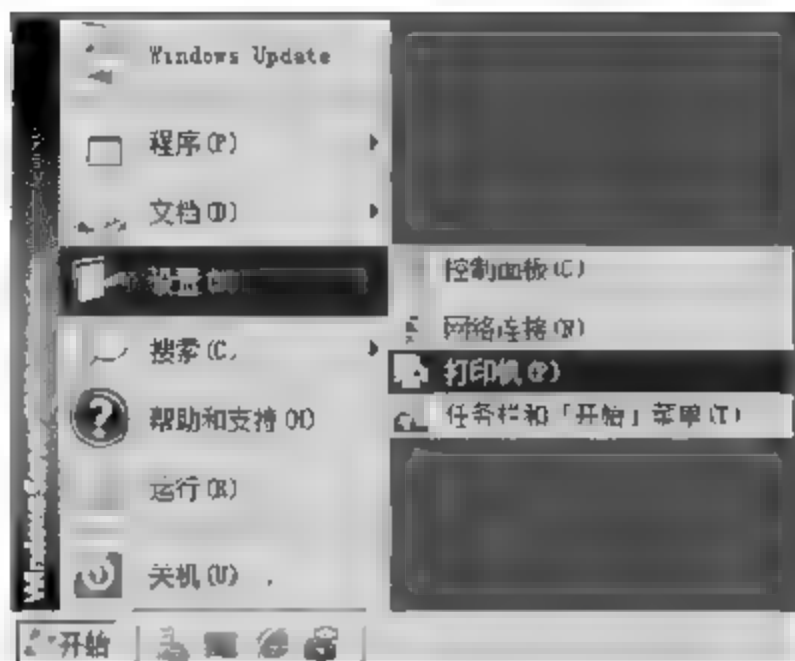 Windows Update
程序(P)
文档(D)
设置
控制面板(C)
网络连接(N)
搜索(C)
打印机(P)
帮助和支持(H)
任务栏和「开始」菜单(T)
运行(R)
关机(U)
开始